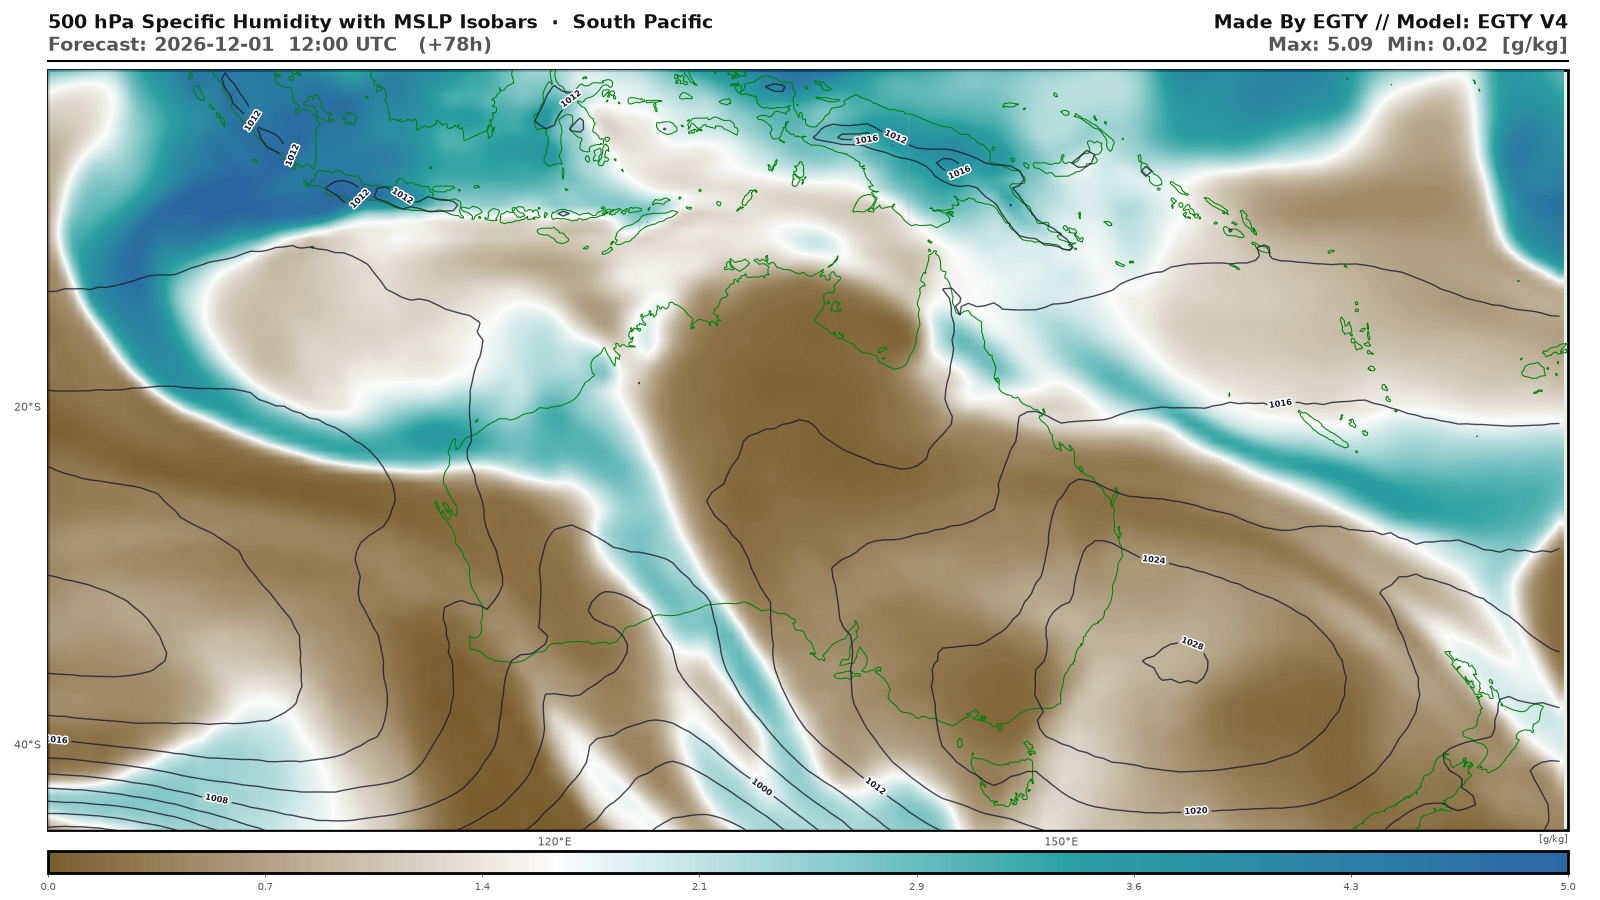 500 hPa Specific Humidity with MSLP Isobars · South Pacific
Made By EGTY // Model: EGTY V4
Forecast: 2026-12-01 12:00 UTC (+78h)
Max: 5.09 Min: 0.02 [g/kg]
1012
1012
1012
1016
1012
1012
1016
1012
1012
20°S
1016
1024
1028
40°S
1016
1008
1000
1012
1020
120°E
150°E
[g/kg]
0.0
0.7
1.4
2.1
2.9
3.6
4.3
5.0